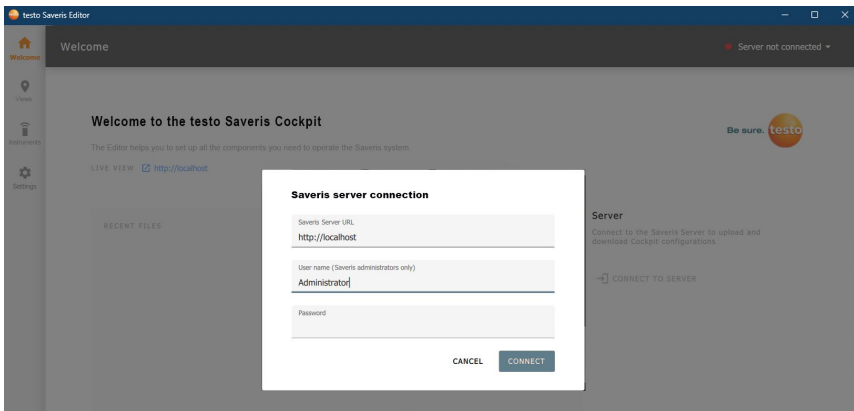 testo Saveris Editor
Welcome
Welcome
Server not connected
Views
Instruments
Settings
Welcome to the testo Saveris Cockpit
The Editor helps you to set up all the components you need to operate the Saveris system
LIVE VIEW http://localhost
Be sure. testo
RECENT FILES
Saveris server connection
Saveris Server URL
http://localhost
User name (Saveris administrators only)
Administrator
Password
CANCEL
CONNECT
Server
Connect to the Saveris Server to upload and
download Cockpit configurations
CONNECT TO SERVER